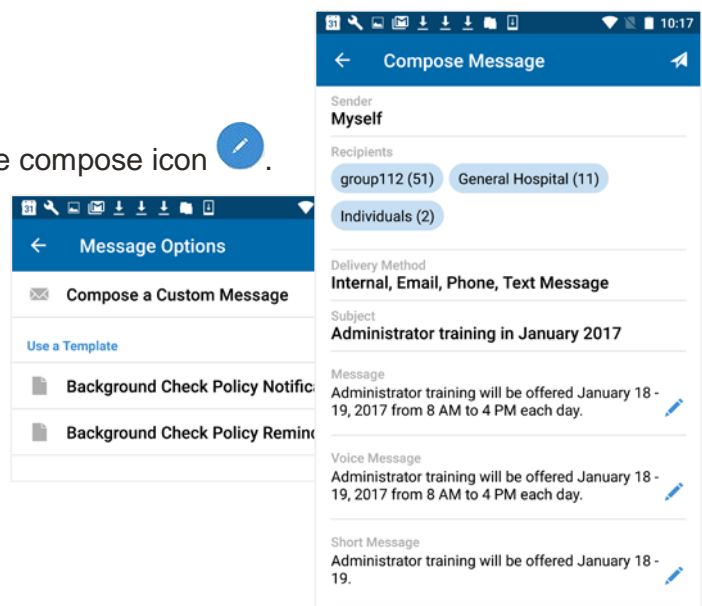 e compose icon .
31
Message Options
Compose a Custom Message
Use a Template
Background Check Policy
Background Check Policy
31 10:17
Compose Message
Sender
Myself
Recipients
group112 (51) General Hospital (11)
Individuals (2)
Delivery Method
Internal, Email, Phone, Text Message
Subject
Administrator training in January 2017
Message
Administrator training will be offered January 18 -
19, 2017 from 8 AM to 4 PM each day.
Voice Message
Administrator training will be offered January 18 -
19, 2017 from 8 AM to 4 PM each day.
Short Message
Administrator training will be offered January 18 -
19.